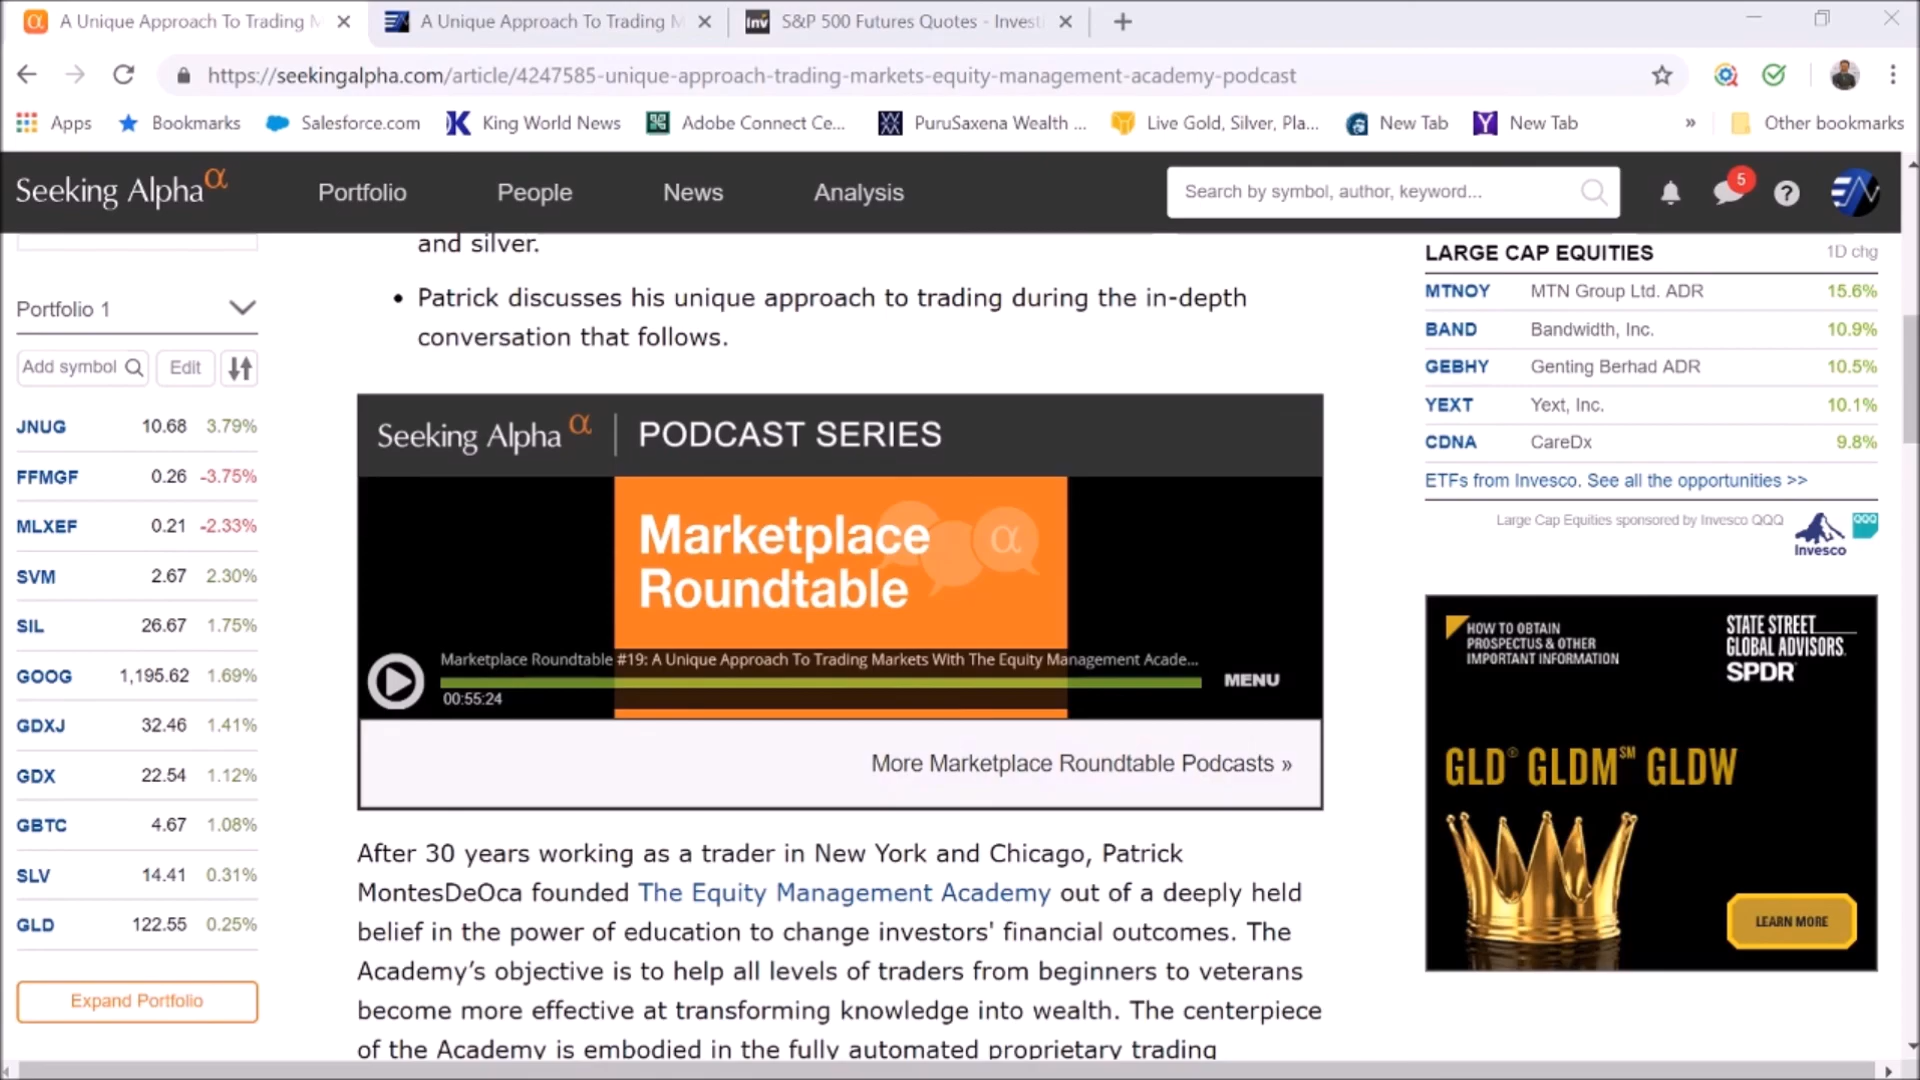 A Unique Approach To Trading M
A Unique Approach To Trading M
Inv S&P 500 Futures Quotes - Investi
https://seekingalpha.com/article/4247585-unique-approach-trading-markets-equity-management-academy-podcast
Apps
Bookmarks
Salesforce.com
King World News
Adobe Connect Ce...
PuruSaxena Wealth ...
Live Gold, Silver, Pla...
New Tab
New Tab
»
Other bookmarks
Seeking Alpha α
Portfolio
People
News
Analysis
Search by symbol, author, keyword...
5
and silver.
• Patrick discusses his unique approach to trading during the in-depth
conversation that follows.
Portfolio 1
Add symbol
Edit
JNUG 10.68 3.79%
FFMGF 0.26 -3.75%
MLXEF 0.21 -2.33%
SVM 2.67 2.30%
SIL 26.67 1.75%
GOOG 1,195.62 1.69%
GDXJ 32.46 1.41%
GDX 22.54 1.12%
GBTC 4.67 1.08%
SLV 14.41 0.31%
GLD 122.55 0.25%
Expand Portfolio
Seeking Alpha α | PODCAST SERIES
Marketplace
Roundtable
α
Marketplace Roundtable #19: A Unique Approach To Trading Markets With The Equity Management Acade...
00:55:24
MENU
More Marketplace Roundtable Podcasts »
After 30 years working as a trader in New York and Chicago, Patrick
MontesDeOca founded The Equity Management Academy out of a deeply held
belief in the power of education to change investors' financial outcomes. The
Academy's objective is to help all levels of traders from beginners to veterans
become more effective at transforming knowledge into wealth. The centerpiece
of the Academy is embodied in the fully automated proprietary trading
LARGE CAP EQUITIES 1D chg
MTNOY MTN Group Ltd. ADR 15.6%
BAND Bandwidth, Inc. 10.9%
GEBHY Genting Berhad ADR 10.5%
YEXT Yext, Inc. 10.1%
CDNA CareDx 9.8%
ETFs from Invesco. See all the opportunities >>
Large Cap Equities sponsored by Invesco QQQ
Invesco
QQQ
HOW TO OBTAIN
PROSPECTUS & OTHER
IMPORTANT INFORMATION
STATE STREET
GLOBAL ADVISORS
SPDR
GLD® GLDM℠ GLDW
LEARN MORE